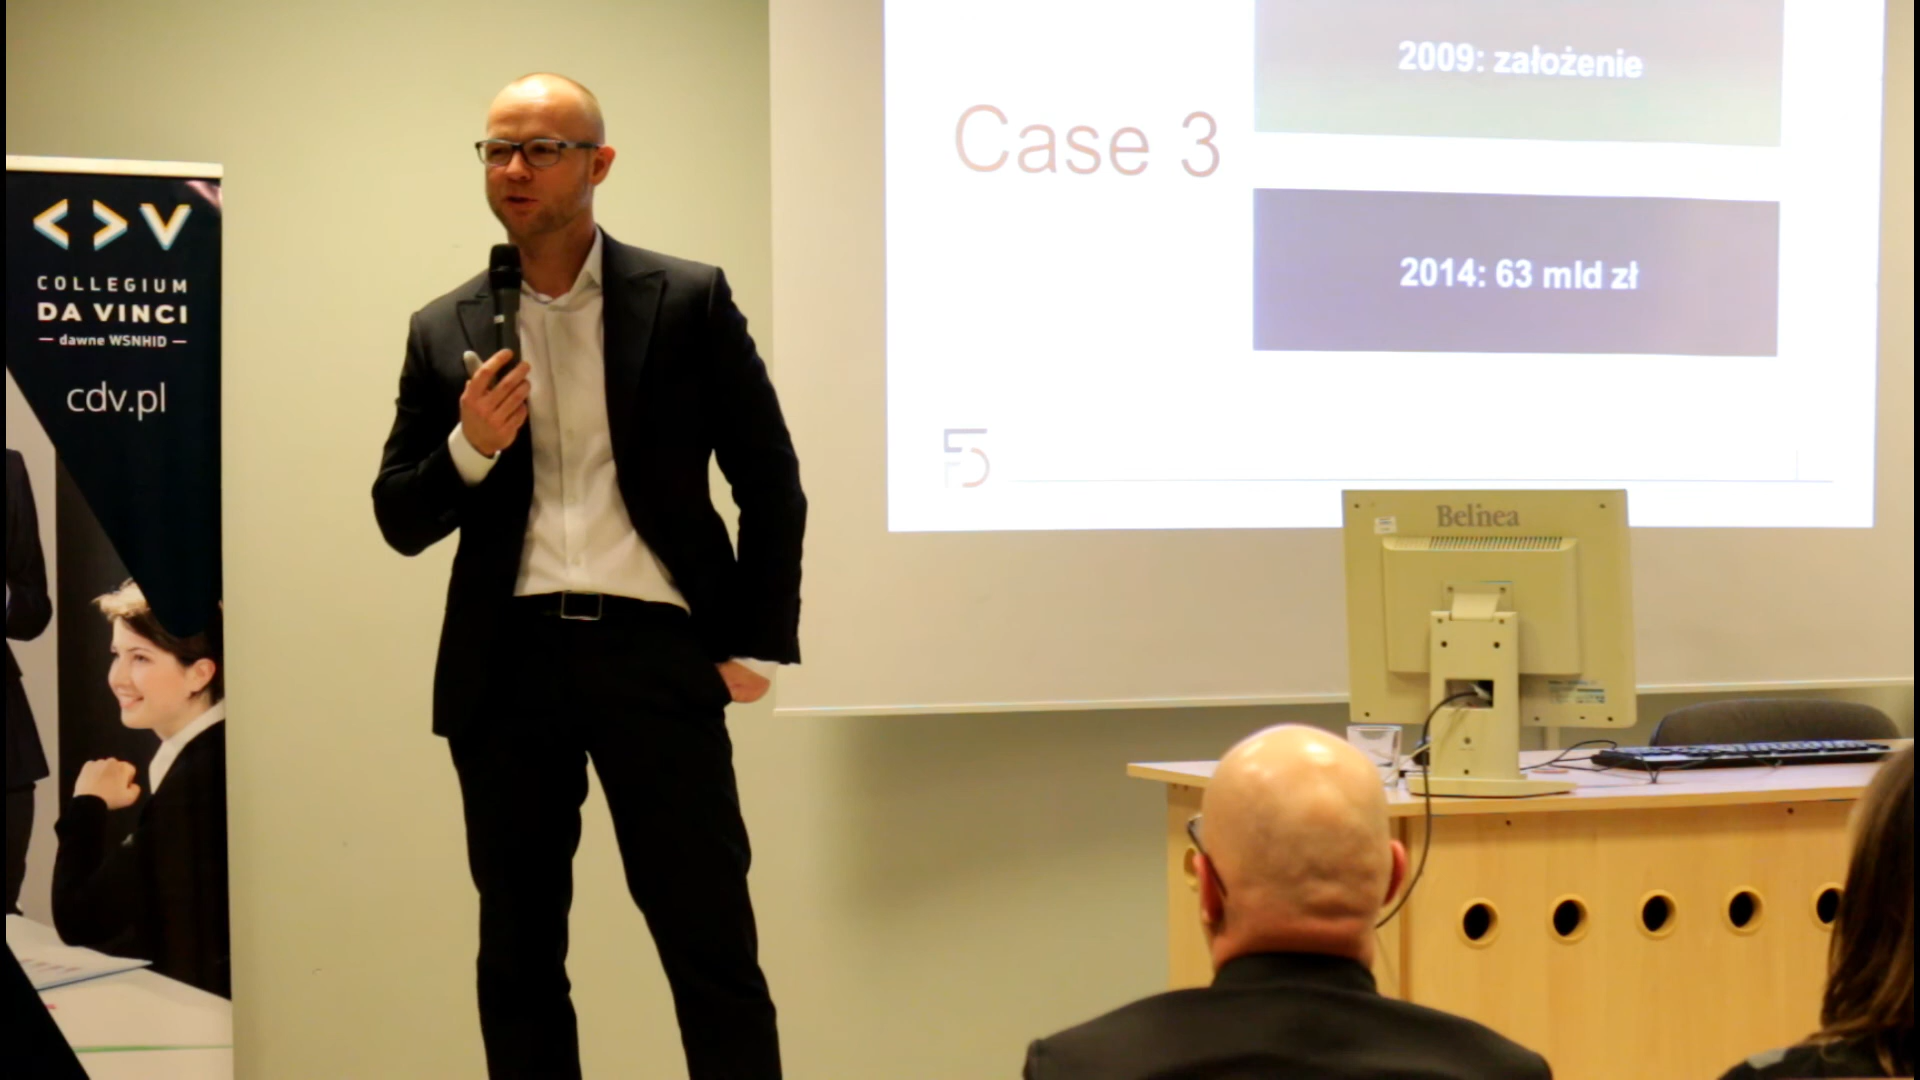 COLLEGIUM
DA VINCI
— dawne WSNHID —
cdv.pl
Case 3
2009: założenie
2014: 63 mld zł
Belinea